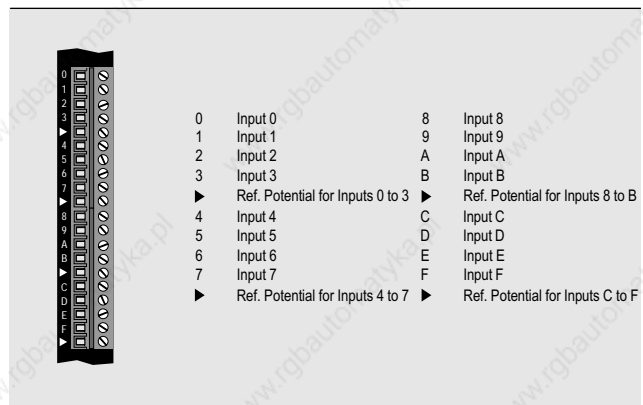 0
1
2
3
▶
4
5
6
7
▶
8
9
A
B
▶
C
D
E
F
▶
0 Input 0
1 Input 1
2 Input 2
3 Input 3
▶ Ref. Potential for Inputs 0 to 3
4 Input 4
5 Input 5
6 Input 6
7 Input 7
▶ Ref. Potential for Inputs 4 to 7
8 Input 8
9 Input 9
A Input A
B Input B
▶ Ref. Potential for Inputs 8 to B
C Input C
D Input D
E Input E
F Input F
▶ Ref. Potential for Inputs C to F
www.rgbautomatyka.pl